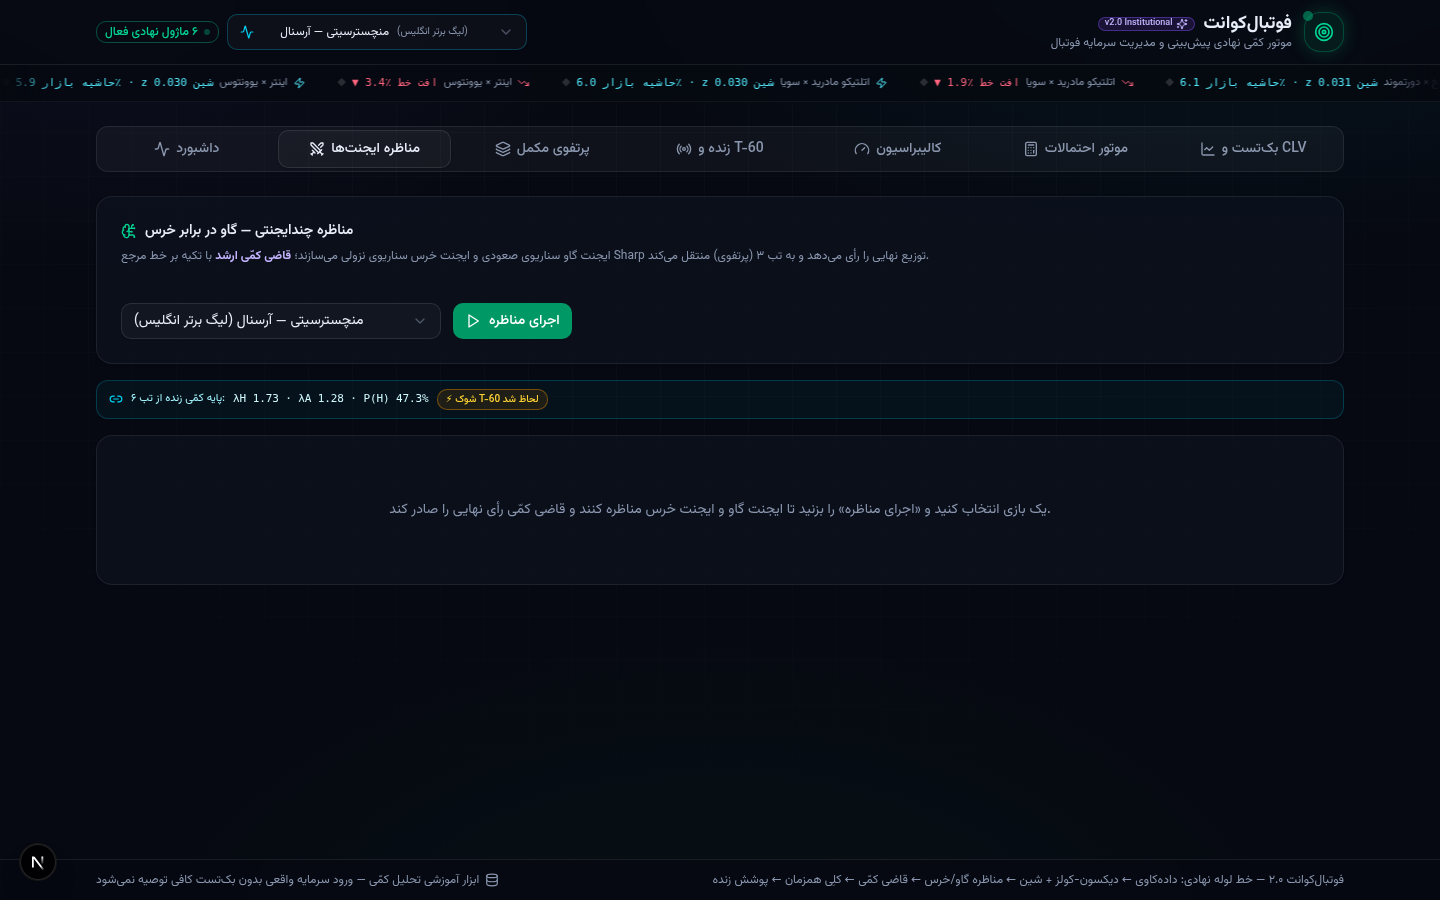 فوتبال‌کوانت v2.0 Institutional
موتور کمّی نهادی پیش‌بینی و مدیریت سرمایه فوتبال
منچسترسیتی — آرسنال (لیگ برتر انگلیس)
۶ ماژول نهادی فعال
دورتموند شین z 0.031 · حاشیه بازار 6.1٪
اتلتیکو مادرید × سویا افت خط 1.9٪ ▼
اتلتیکو مادرید × سویا شین z 0.030 · حاشیه بازار 6.0٪
اینتر × یوونتوس افت خط 3.4٪ ▼
اینتر × یوونتوس شین z 0.030 · حاشیه بازار 5.9٪
داشبورد
مناظره ایجنت‌ها
پرتفوی مکمل
زنده و T-60
کالیبراسیون
موتور احتمالات
بک‌تست و CLV
مناظره چندایجنتی — گاو در برابر خرس
ایجنت گاو سناریوی صعودی و ایجنت خرس سناریوی نزولی می‌سازند؛ قاضی کمّی ارشد با تکیه بر خط مرجع Sharp توزیع نهایی را رأی می‌دهد و به تب ۳ (پرتفوی) منتقل می‌کند.
منچسترسیتی — آرسنال (لیگ برتر انگلیس)
اجرای مناظره
پایه کمّی زنده از تب ۶: λH 1.73 · λA 1.28 · P(H) 47.3%
⚡ شوک T-60 لحاظ شد
یک بازی انتخاب کنید و «اجرای مناظره» را بزنید تا ایجنت گاو و ایجنت خرس مناظره کنند و قاضی کمّی رأی نهایی را صادر کند.
فوتبال‌کوانت ۲.۰ — خط لوله نهادی: داده‌کاوی ← دیکسون-کولز + شین ← مناظره گاو/خرس ← قاضی کمّی ← کلِی همزمان ← پوشش زنده
ابزار آموزشی تحلیل کمّی — ورود سرمایه واقعی بدون بک‌تست کافی توصیه نمی‌شود
N